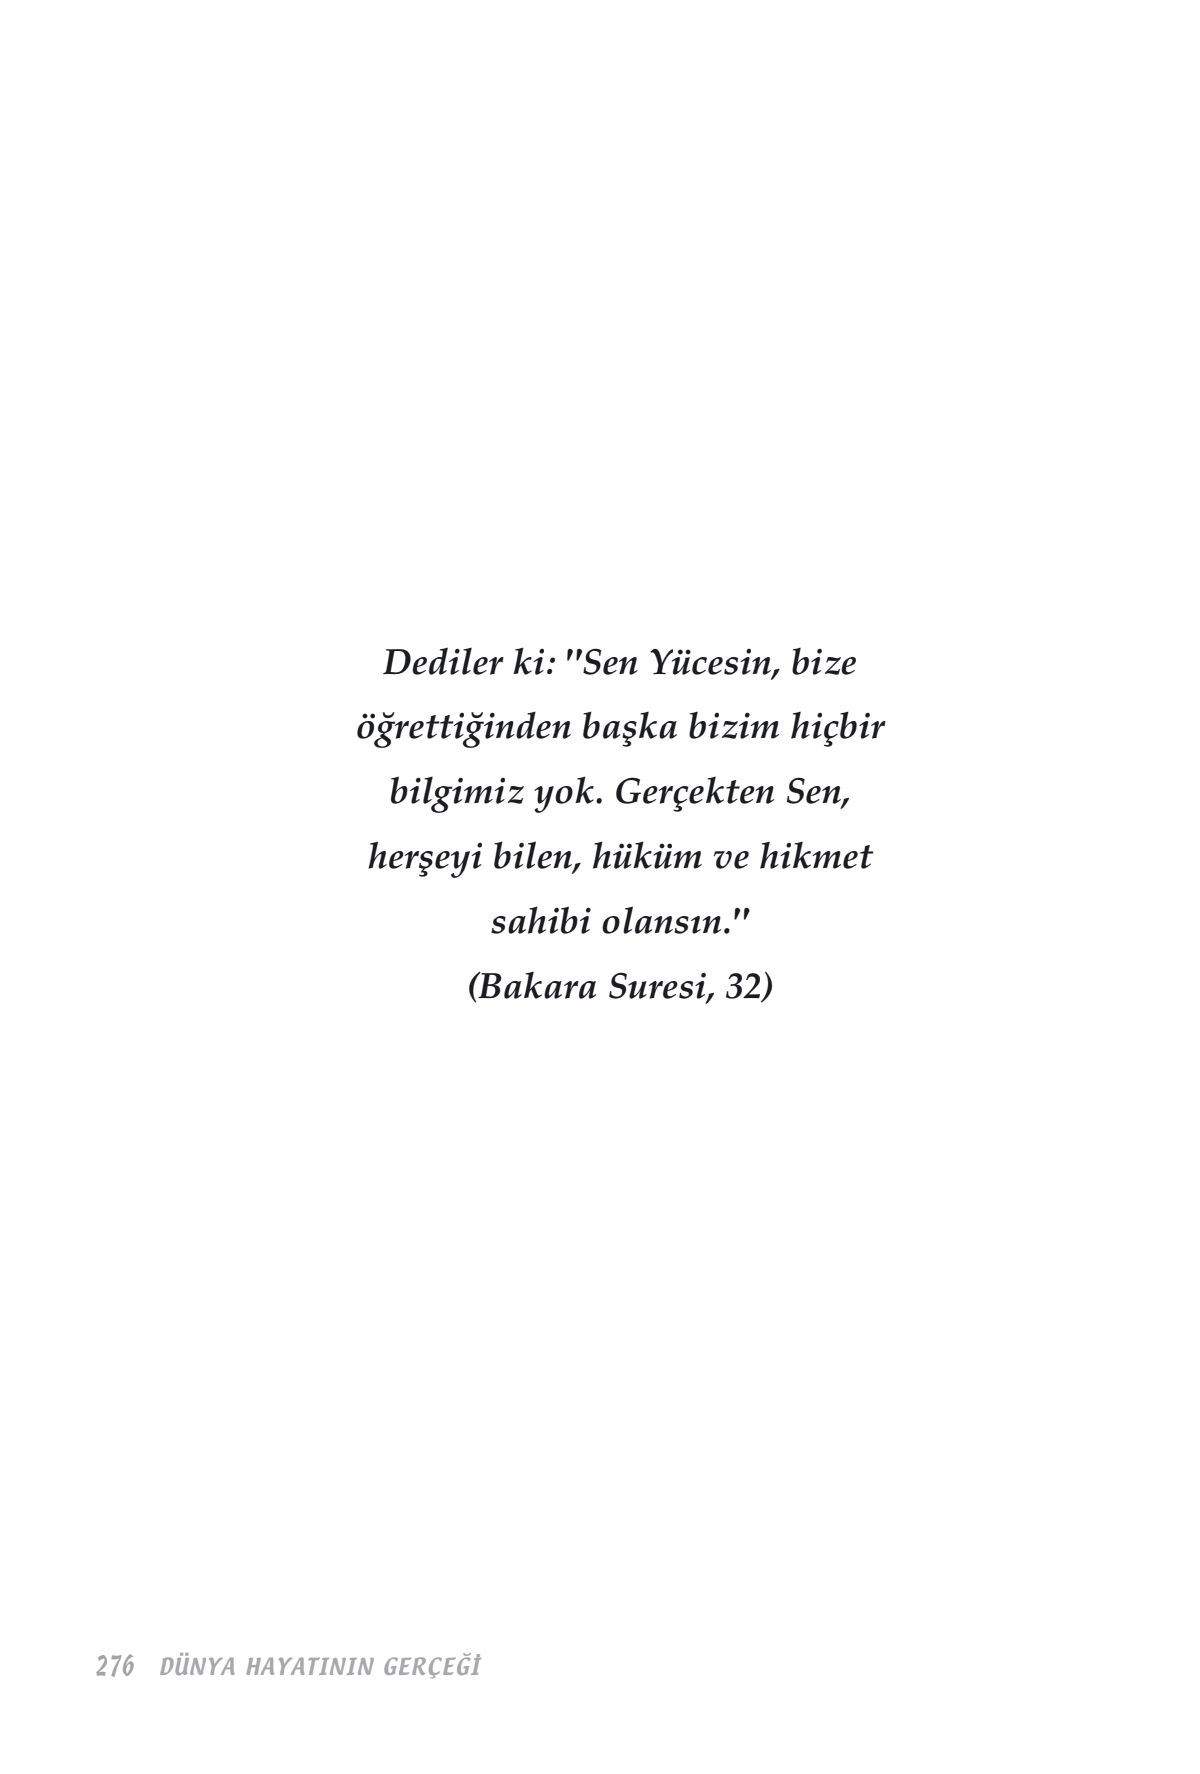 Dediler ki: "Sen Yücesin, bize
öğrettiğinden başka bizim hiçbir
bilgimiz yok. Gerçekten Sen,
herşeyi bilen, hüküm ve hikmet
sahibi olansın."
(Bakara Suresi, 32)
276 DÜNYA HAYATININ GERÇEĞİ